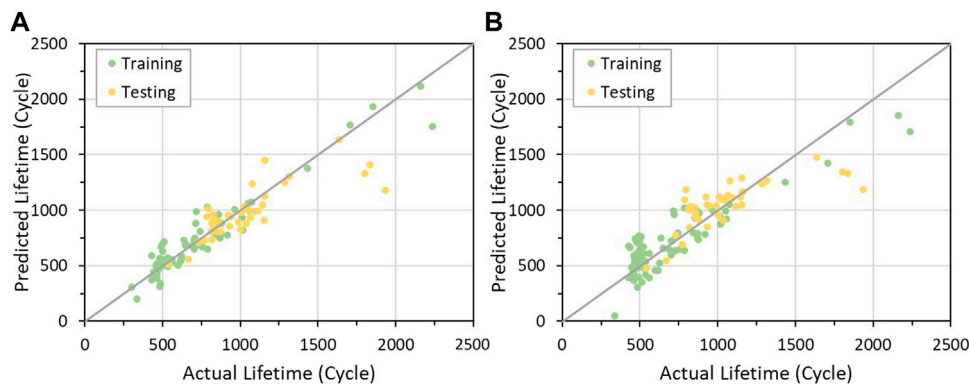 A
Predicted Lifetime (Cycle)
2500
2000
1500
1000
500
0
Training
Testing
0 500 1000 1500 2000 2500
Actual Lifetime (Cycle)
B
Predicted Lifetime (Cycle)
2500
2000
1500
1000
500
0
Training
Testing
0 500 1000 1500 2000 2500
Actual Lifetime (Cycle)